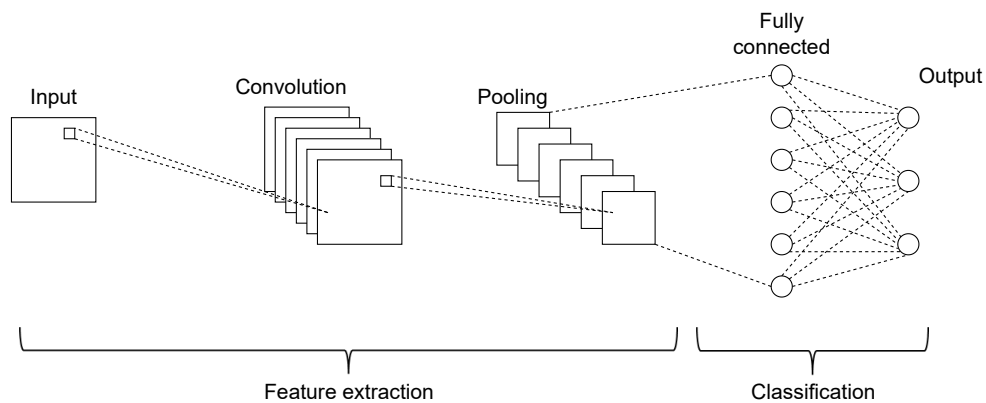 Fully
connected
Output
Convolution
Input
Pooling
Feature extraction
Classification